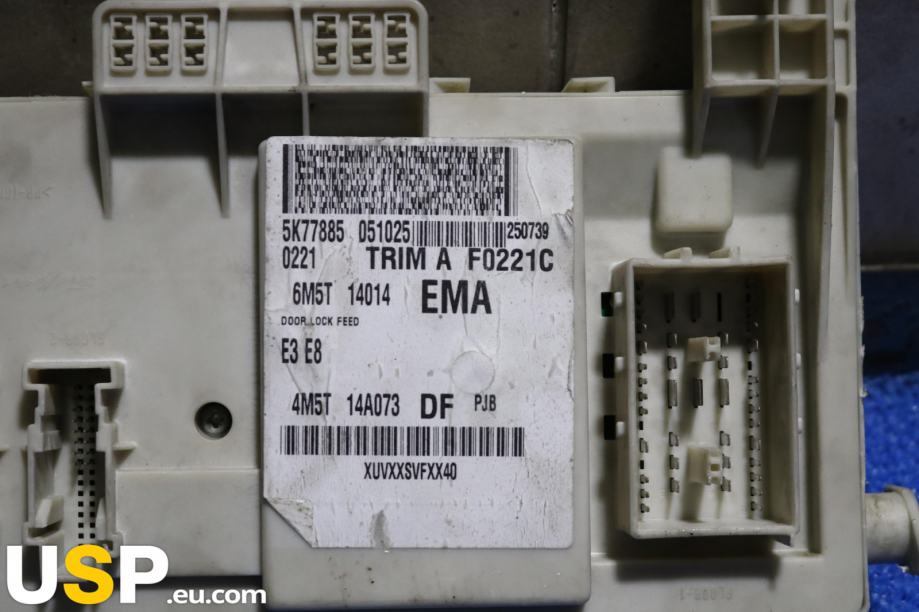 5K77885 051025 250739
0221 TRIM A F0221C
6M5T 14014 EMA
DOOR LOCK FEED
E3 E8
4M5T 14A073 DF PJB
XUVXXSVFXX40
USP.eu.com